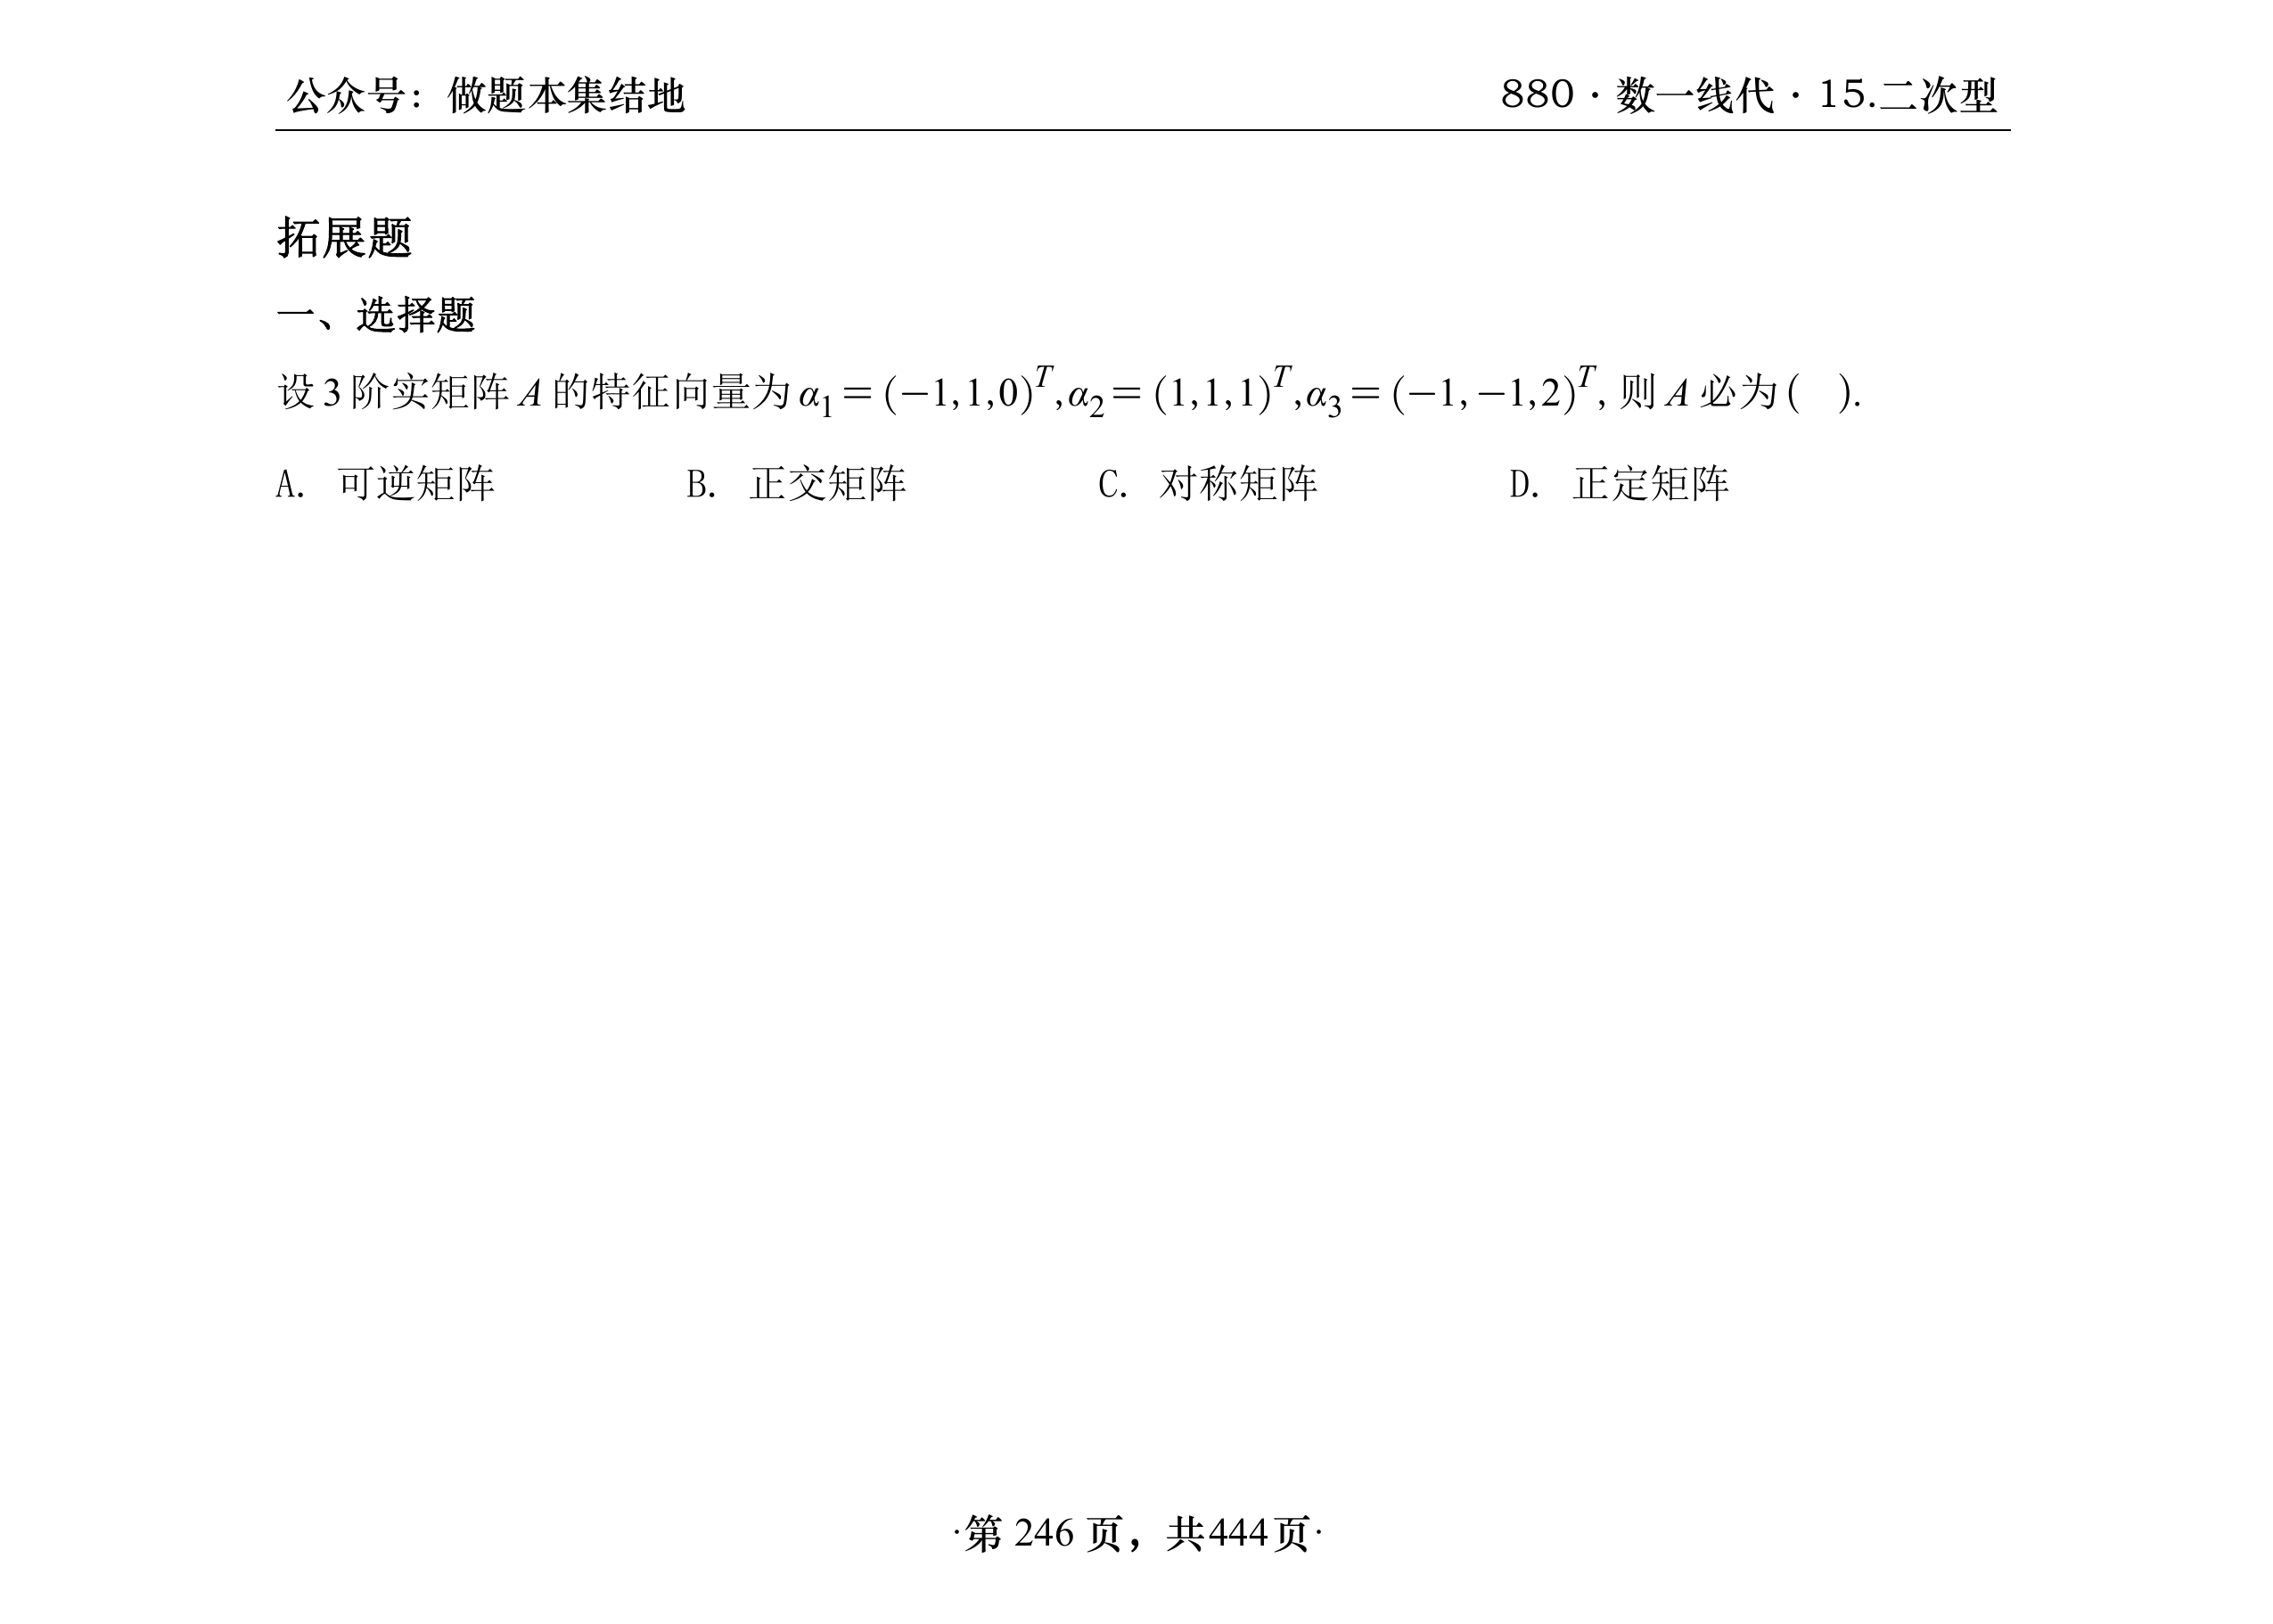 公众号：做题本集结地
880·数一线代·15.二次型
拓展题
一、选择题
设 3 阶实矩阵 A 的特征向量为 α₁＝(−1,1,0)ᵀ,α₂＝(1,1,1)ᵀ,α₃＝(−1,−1,2)ᵀ, 则 A 必为 (　).
A. 可逆矩阵　B. 正交矩阵　C. 对称矩阵　D. 正定矩阵
·第 246 页，共444页·